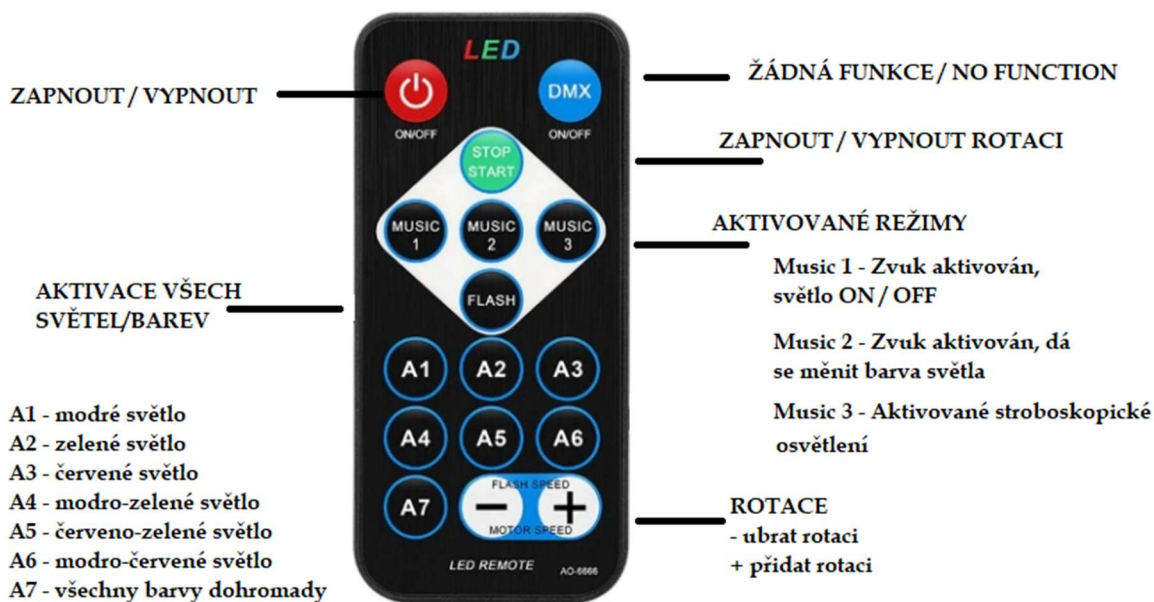 LED
ZAPNOUT / VYPNOUT
DMX
ŽÁDNÁ FUNKCE / NO FUNCTION
ON/OFF
ON/OFF
STOP
START
ZAPNOUT / VYPNOUT ROTACI
MUSIC
1
MUSIC
2
MUSIC
3
AKTIVOVANÉ REŽIMY
Music 1 - Zvuk aktivován,
světlo ON / OFF
Music 2 - Zvuk aktivován, dá
se měnit barva světla
Music 3 - Aktivované stroboskopické
osvětlení
FLASH
AKTIVACE VŠECH
SVĚTEL/BAREV
A1 A2 A3
A4 A5 A6
A7
FLASH SPEED
- +
MOTOR SPEED
LED REMOTE
AO-6666
A1 - modré světlo
A2 - zelené světlo
A3 - červené světlo
A4 - modro-zelené světlo
A5 - červeno-zelené světlo
A6 - modro-červené světlo
A7 - všechny barvy dohromady
ROTACE
- ubrat rotaci
+ přidat rotaci